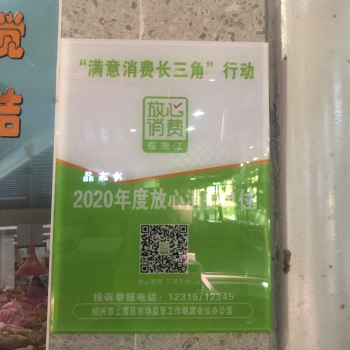 “满意消费长三角”行动
放心
消费
在浙江
2020年度放心消费
投诉举报电话：12315/12345
绍兴市上虞区市场监管工作联席会议办公室